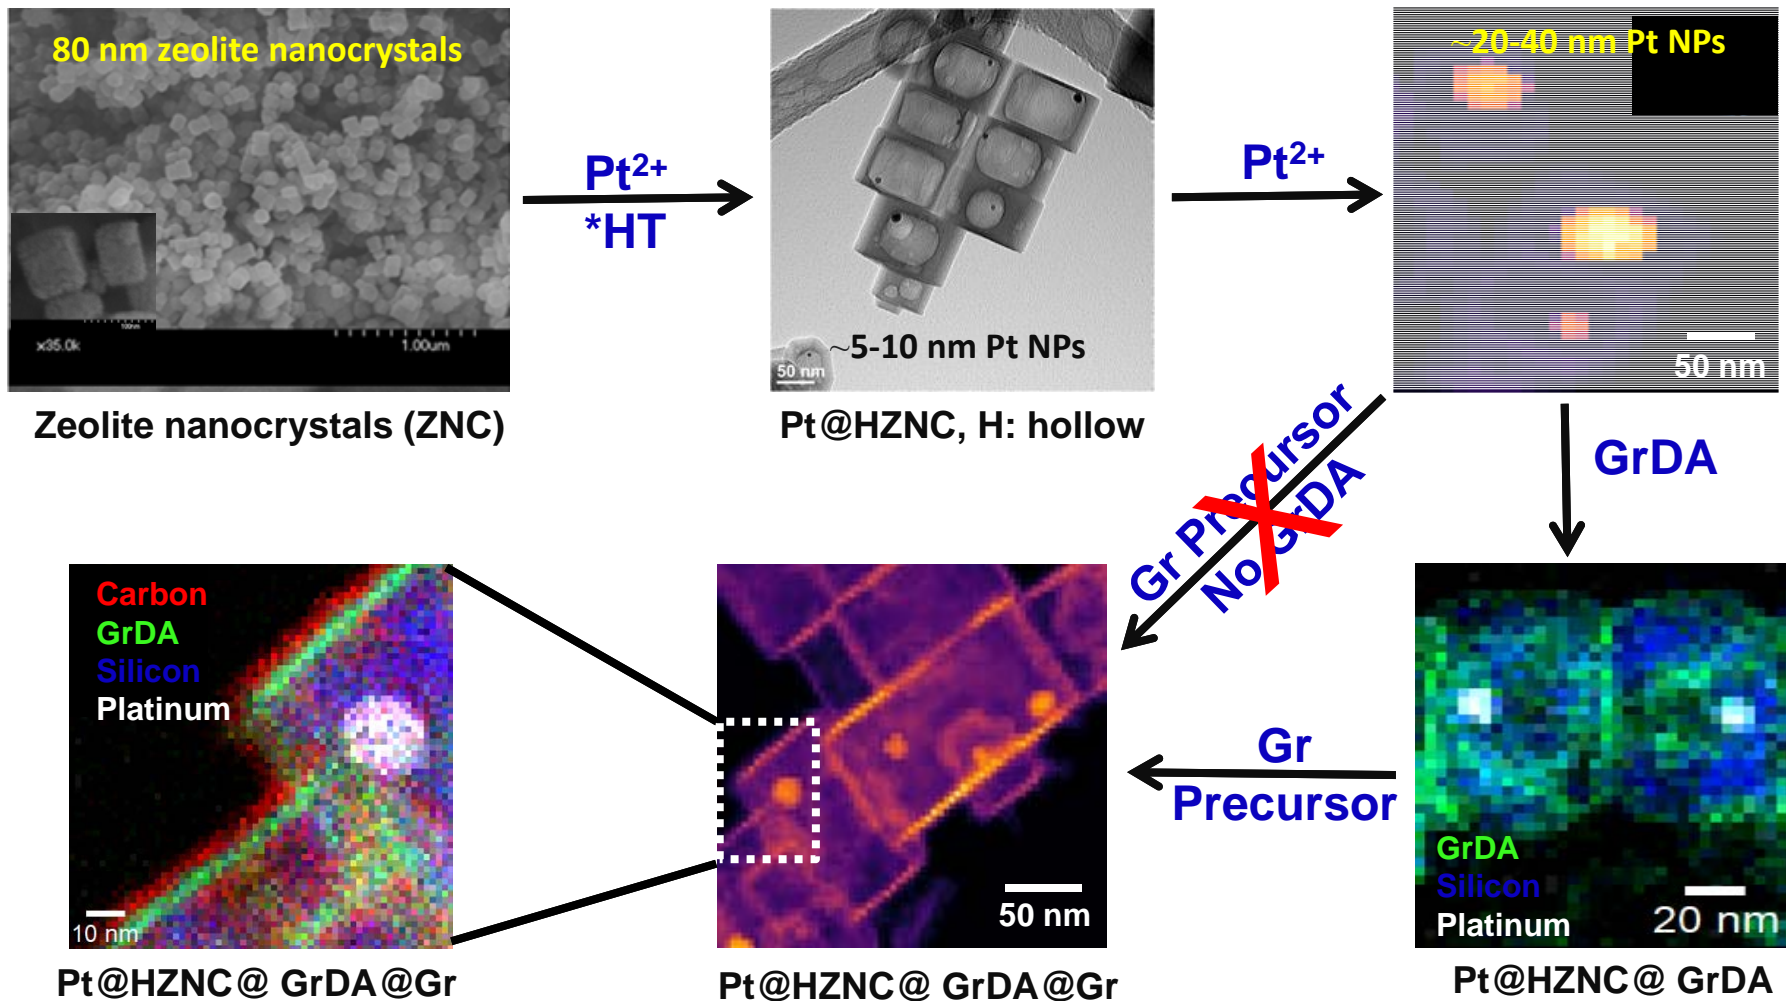 80 nm zeolite nanocrystals
100nm
×35.0k
1.00um
Zeolite nanocrystals (ZNC)
Pt2+
*HT
~5-10 nm Pt NPs
50 nm
Pt@HZNC, H: hollow
Pt2+
~20-40 nm Pt NPs
50 nm
Gr Precursor
No GrDA
GrDA
Carbon
GrDA
Silicon
Platinum
10 nm
Pt@HZNC@ GrDA@Gr
50 nm
Pt@HZNC@ GrDA@Gr
Gr
Precursor
GrDA
Silicon
Platinum
20 nm
Pt@HZNC@ GrDA